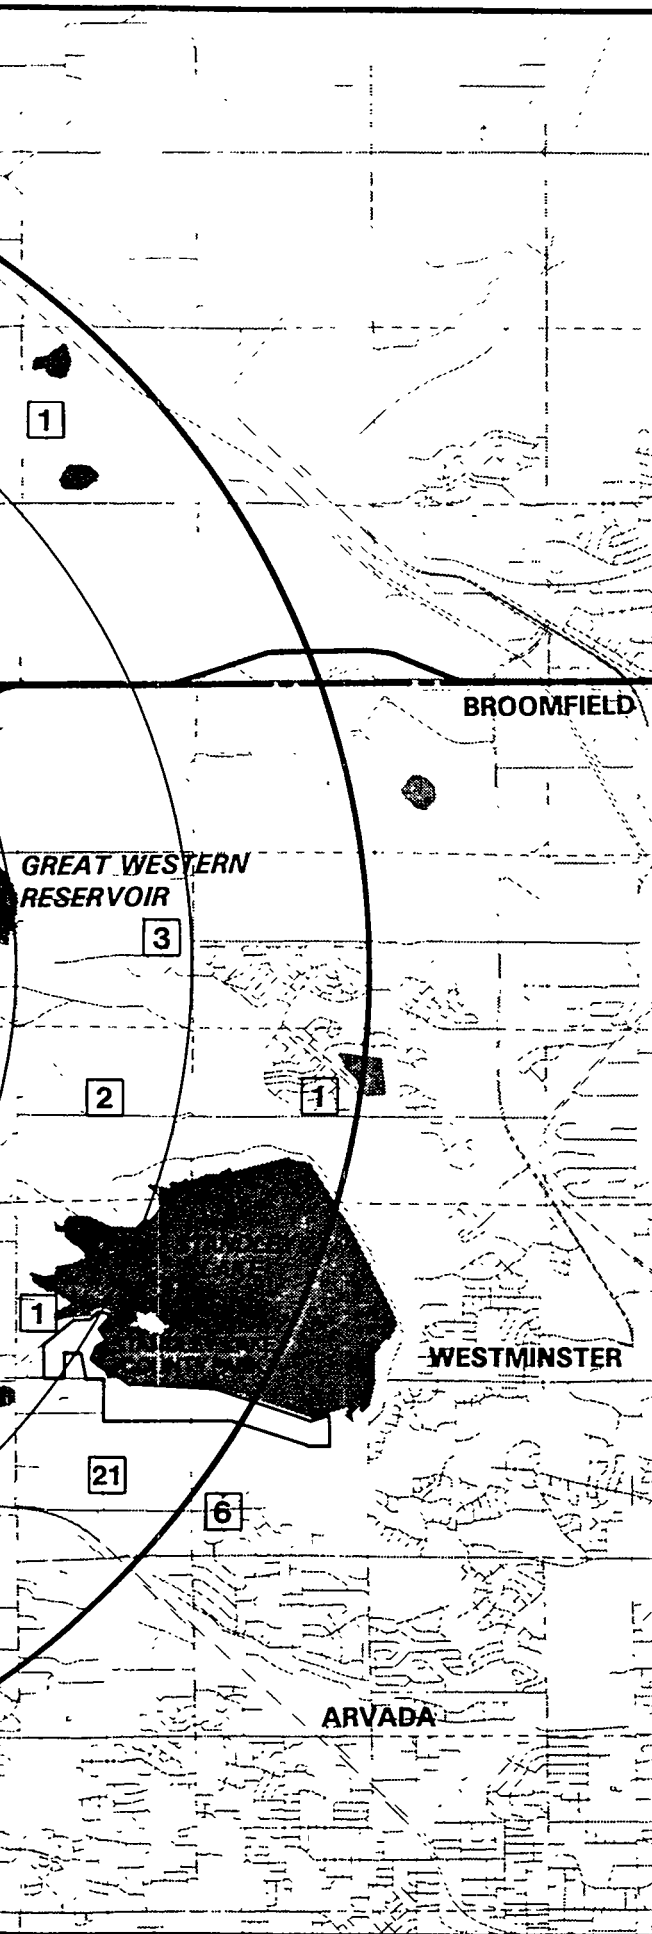 1
BROOMFIELD
GREAT WESTERN
RESERVOIR
3
2
1
1
WESTMINSTER
21
6
ARVADA